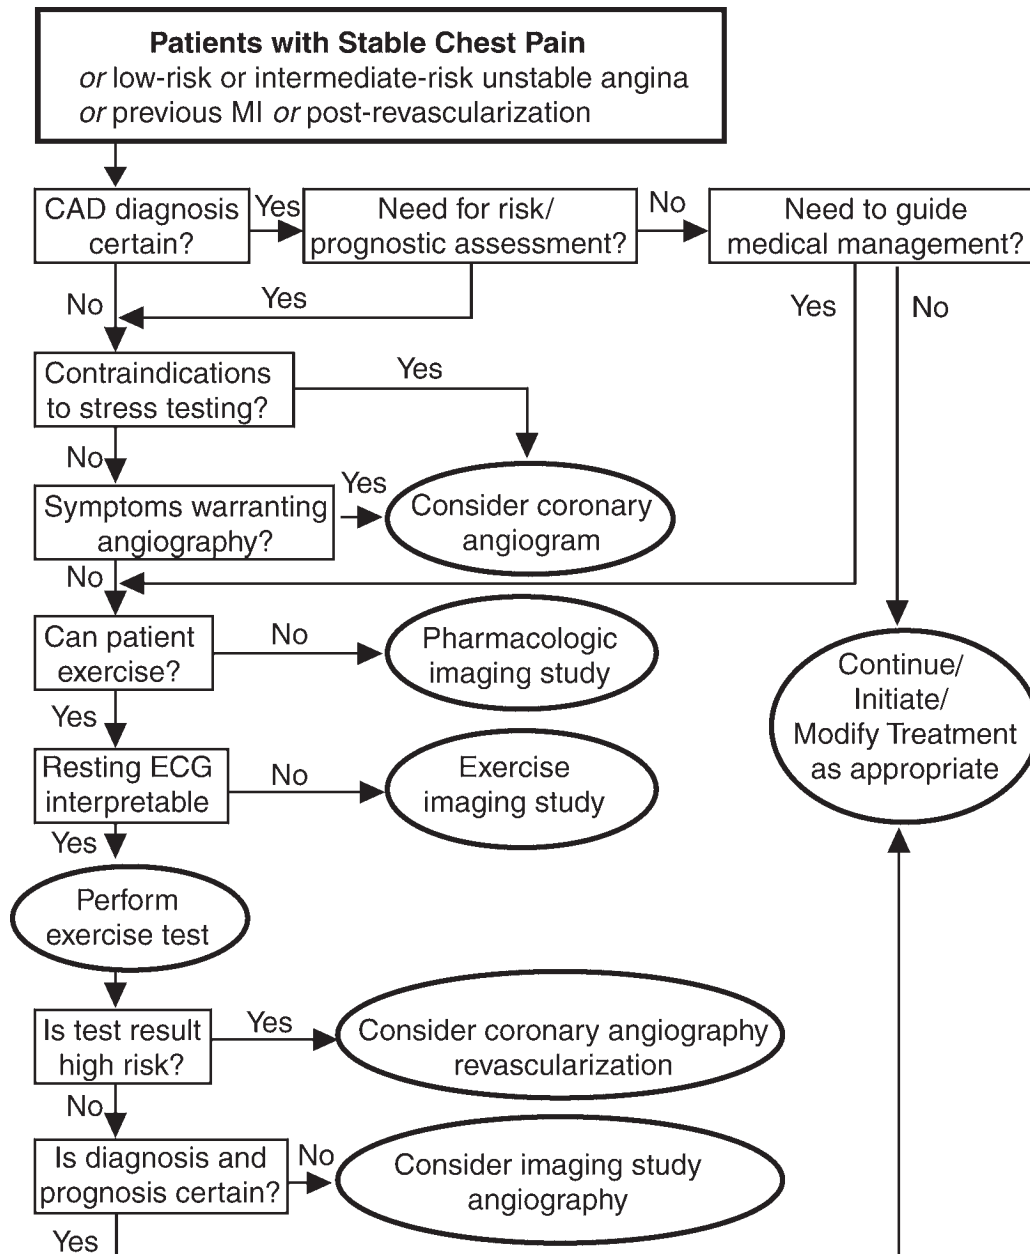 Patients with Stable Chest Pain
or low-risk or intermediate-risk unstable angina
or previous MI or post-revascularization
CAD diagnosis
certain?
Yes
Need for risk/
prognostic assessment?
No
Need to guide
medical management?
No
Yes
Yes
No
Contraindications
to stress testing?
Yes
No
Symptoms warranting
angiography?
Yes
Consider coronary
angiogram
No
Can patient
exercise?
No
Pharmacologic
imaging study
Continue/
Initiate/
Modify Treatment
as appropriate
Yes
Resting ECG
interpretable
No
Exercise
imaging study
Yes
Perform
exercise test
Is test result
high risk?
Yes
Consider coronary angiography
revascularization
No
Is diagnosis and
prognosis certain?
No
Consider imaging study
angiography
Yes